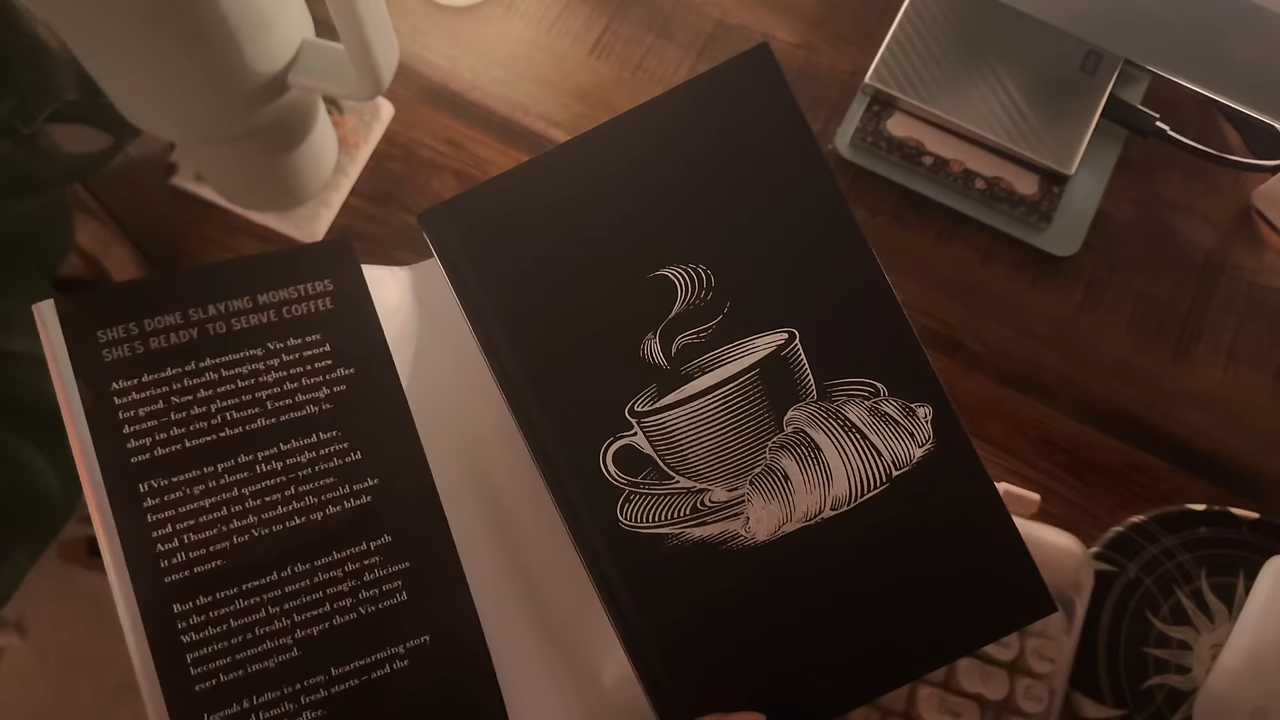 SHE'S DONE SLAYING MONSTERS
SHE'S READY TO SERVE COFFEE
After decades of adventuring, Viv the orc
barbarian is finally hanging up her sword
for good. Now she sets her sights on a new
dream – for she plans to open the first coffee
shop in the city of Thune. Even though no
one there knows what coffee actually is.
If Viv wants to put the past behind her,
she can't go it alone. Help might arrive
from unexpected quarters – yet rivals old
and new stand in the way of success.
And Thune's shady underbelly could make
it all too easy for Viv to take up the blade
once more.
But the true reward of the uncharted path
is the travellers you meet along the way.
Whether bound by ancient magic, delicious
pastries or a freshly brewed cup, they may
become something deeper than Viv could
ever have imagined.
Legends & Lattes is a cosy, heartwarming story
family, fresh starts – and the
coffee.